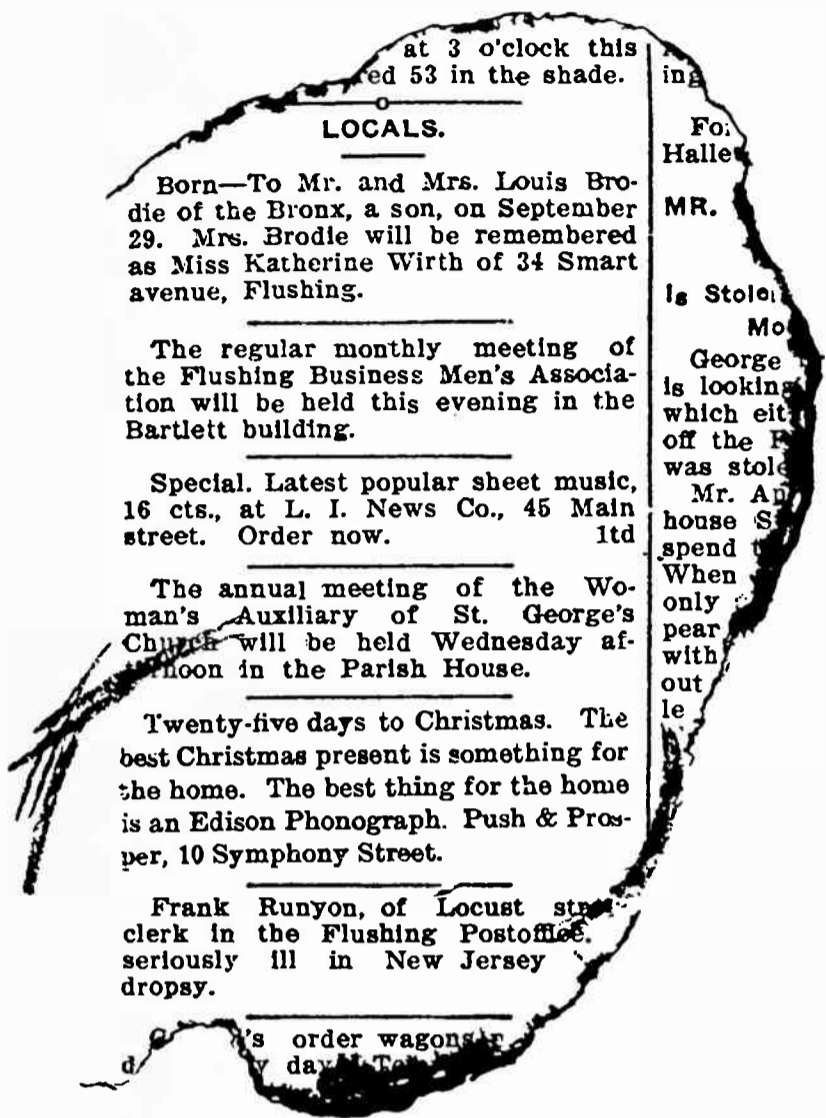 at 3 o'clock this
53 in the shade.
LOCALS.
Born—To Mr. and Mrs. Louis Bro-
die of the Bronx, a son, on September
29. Mrs. Brodie will be remembered
as Miss Katherine Wirth of 34 Smart
avenue, Flushing.
The regular monthly meeting of
the Flushing Business Men's Associa-
tion will be held this evening in the
Bartlett building.
Special. Latest popular sheet music,
16 cts., at L. I. News Co., 45 Main
street. Order now. 1td
The annual meeting of the Wo-
man's Auxiliary of St. George's
Church will be held Wednesday af-
noon in the Parish House.
Twenty-five days to Christmas. The
best Christmas present is something for
the home. The best thing for the home
is an Edison Phonograph. Push & Pros-
per, 10 Symphony Street.
Frank Runyon, of Locust
clerk in the Flushing Postoffice.
seriously ill in New Jersey
dropsy.
order wagons
ing
Halle
MR.
Is
Mo
George
is looking
which eit
off the
was stole
Mr. An
house S
spend
When
only
pear
with
out
le